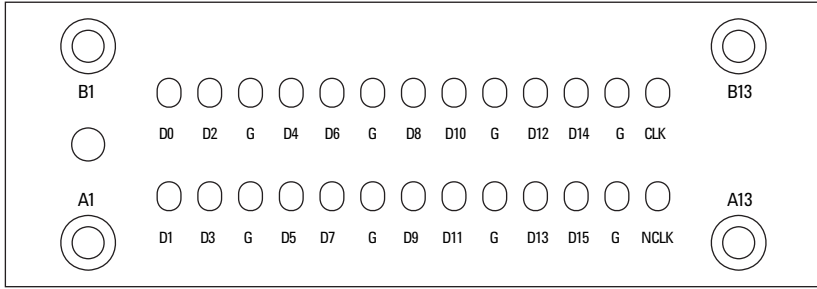 B1 B13
D0 D2 G D4 D6 G D8 D10 G D12 D14 G CLK
A1 A13
D1 D3 G D5 D7 G D9 D11 G D13 D15 G NCLK